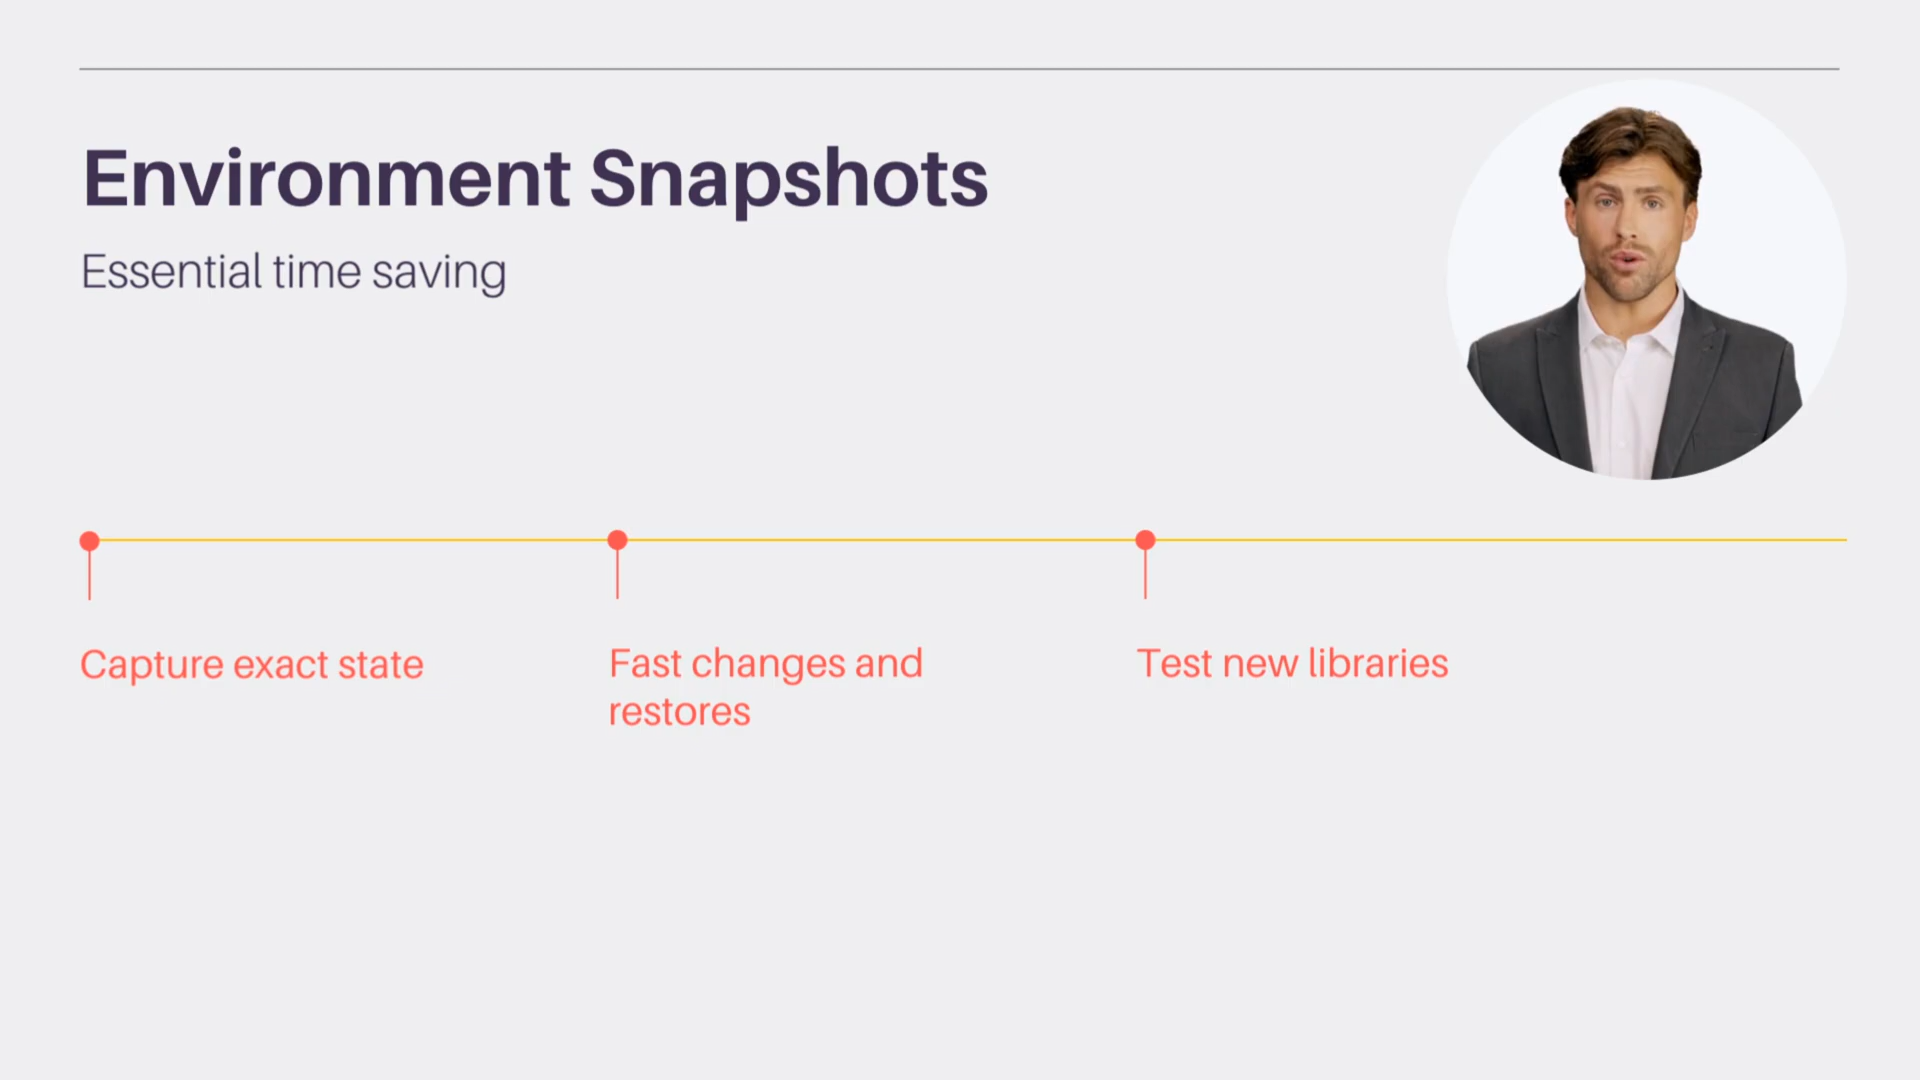 Environment Snapshots
Essential time saving
Capture exact state
Fast changes and
restores
Test new libraries